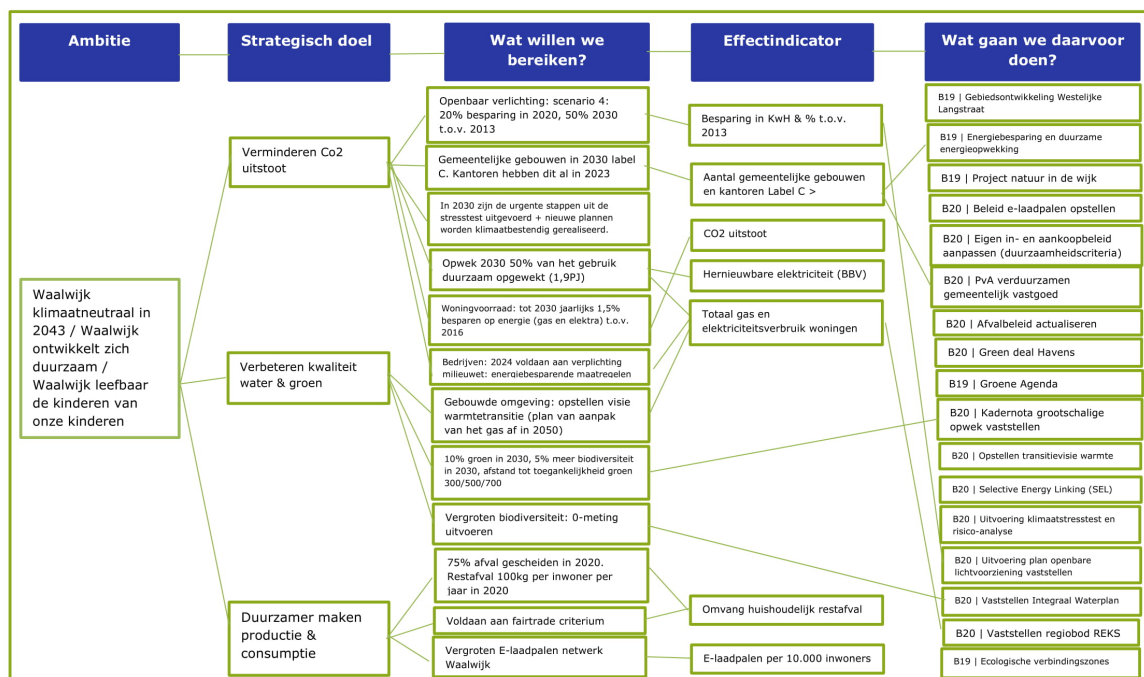 Ambitie
Strategisch doel
Wat willen we
bereiken?
Effectindicator
Wat gaan we daarvoor
doen?
Waalwijk
klimaatneutraal in
2043 / Waalwijk
ontwikkelt zich
duurzaam /
Waalwijk leefbaar
de kinderen van
onze kinderen
Verminderen Co2
uitstoot
Verbeteren kwaliteit
water & groen
Duurzamer maken
productie &
consumptie
Openbaar verlichting: scenario 4:
20% besparing in 2020, 50% 2030
t.o.v. 2013
Gemeentelijke gebouwen in 2030 label
C. Kantoren hebben dit al in 2023
In 2030 zijn de urgente stappen uit de
stresstest uitgevoerd + nieuwe plannen
worden klimaatbestendig gerealiseerd.
Opwek 2030 50% van het gebruik
duurzaam opgewekt (1,9PJ)
Woningvoorraad: tot 2030 jaarlijks 1,5%
besparen op energie (gas en elektra) t.o.v.
2016
Bedrijven: 2024 voldaan aan verplichting
milieuwet: energiebesparende maatregelen
Gebouwde omgeving: opstellen visie
warmtetransitie (plan van aanpak
van het gas af in 2050)
10% groen in 2030, 5% meer biodiversiteit
in 2030, afstand tot toegankelijkheid groen
300/500/700
Vergroten biodiversiteit: 0-meting
uitvoeren
75% afval gescheiden in 2020.
Restafval 100kg per inwoner per
jaar in 2020
Voldaan aan fairtrade criterium
Vergroten E-laadpalen netwerk
Waalwijk
Besparing in KwH & % t.o.v.
2013
Aantal gemeentelijke gebouwen
en kantoren Label C >
CO2 uitstoot
Hernieuwbare elektriciteit (BBV)
Totaal gas en
elektriciteitsverbruik woningen
Omvang huishoudelijk restafval
E-laadpalen per 10.000 inwoners
B19 | Gebiedsontwikkeling Westelijke
Langstraat
B19 | Energiebesparing en duurzame
energieopwekking
B19 | Project natuur in de wijk
B20 | Beleid e-laadpalen opstellen
B20 | Eigen in- en aankoopbeleid
aanpassen (duurzaamheidscriteria)
B20 | PvA verduurzamen
gemeentelijk vastgoed
B20 | Afvalbeleid actualiseren
B20 | Green deal Havens
B19 | Groene Agenda
B20 | Kadernota grootschalige
opwek vaststellen
B20 | Opstellen transitievisie warmte
B20 | Selective Energy Linking (SEL)
B20 | Uitvoering klimaatstresstest en
risico-analyse
B20 | Uitvoering plan openbare
lichtvoorziening vaststellen
B20 | Vaststellen Integraal Waterplan
B20 | Vaststellen regiobod REKS
B19 | Ecologische verbindingszones